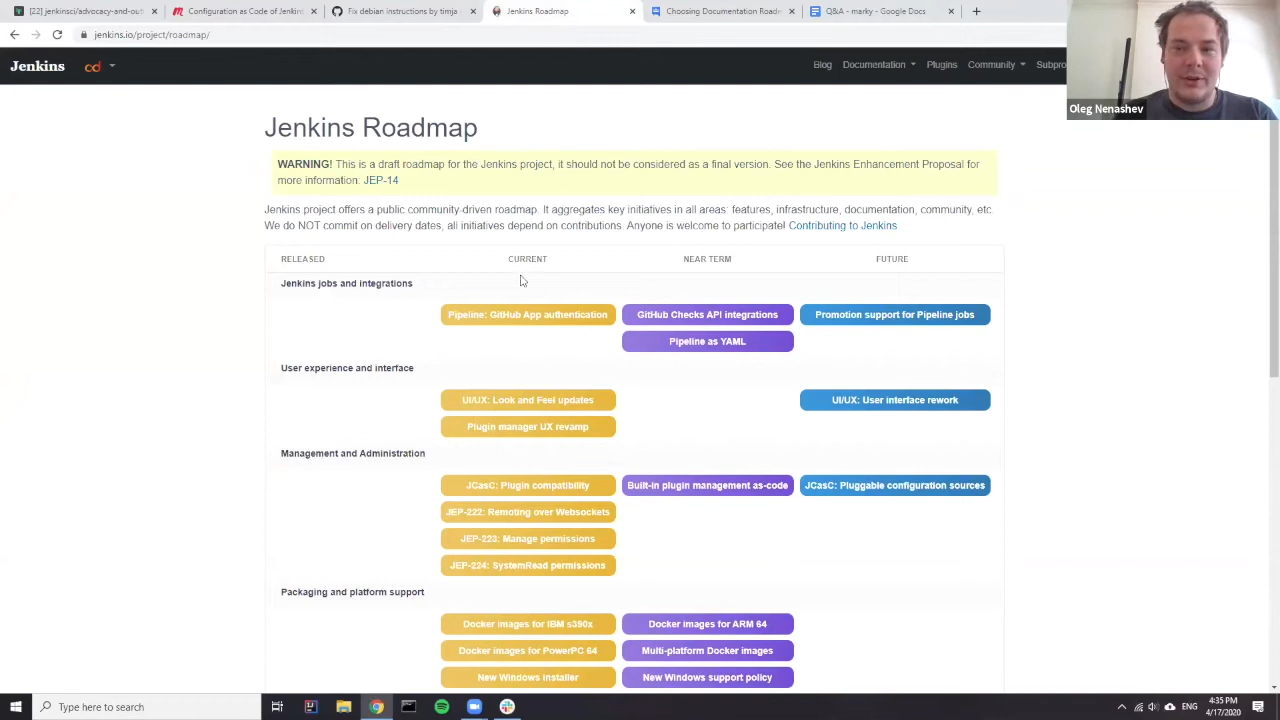 [22] jenkinsci/advocacy-and-out
Configuration as Code of Jenkins
Contributions by timja
Jenkins Roadmap
Choosing Documentation Roadm
Q&A - marky - Google Docs
jenkins.io/project/roadmap/
Jenkins
cd
Blog
Documentation
Plugins
Community
Subpro
Oleg Nenashev
Jenkins Roadmap
WARNING! This is a draft roadmap for the Jenkins project, it should not be considered as a final version. See the Jenkins Enhancement Proposal for
more information: JEP-14
Jenkins project offers a public community-driven roadmap. It aggregates key initiatives in all areas: features, infrastructure, documentation, community, etc.
We do NOT commit on delivery dates, all initiatives depend on contributions. Anyone is welcome to participate! Contributing to Jenkins
RELEASED CURRENT NEAR TERM FUTURE
Jenkins jobs and integrations
Pipeline: GitHub App authentication
GitHub Checks API integrations
Promotion support for Pipeline jobs
Pipeline as YAML
User experience and interface
UI/UX: Look and Feel updates
UI/UX: User interface rework
Plugin manager UX revamp
Management and Administration
JCasC: Plugin compatibility
Built-in plugin management as-code
JCasC: Pluggable configuration sources
JEP-222: Remoting over Websockets
JEP-223: Manage permissions
JEP-224: SystemRead permissions
Packaging and platform support
Docker images for IBM s390x
Docker images for ARM 64
Docker images for PowerPC 64
Multi-platform Docker images
New Windows installer
New Windows support policy
Type here to search
ENG
4:35 PM
4/17/2020